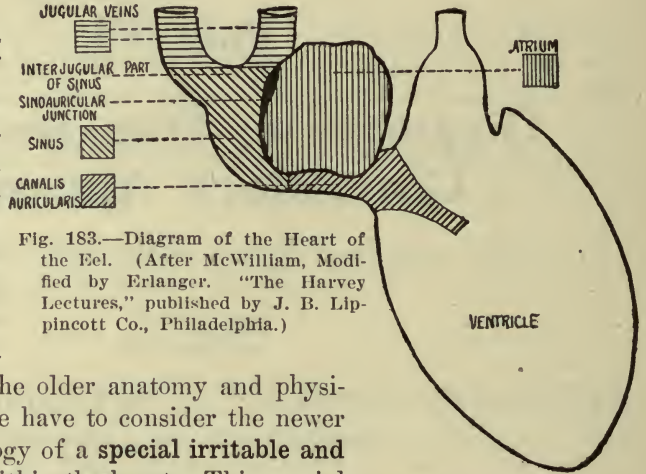 JUGULAR VEINS
INTERJUGULAR PART
OF SINUS
SINOAURICULAR
JUNCTION
SINUS
CANALIS
AURICULARIS
ATRIUM
VENTRICLE
Fig. 183.—Diagram of the Heart of
the Eel. (After McWilliam, Modi-
fied by Erlanger. "The Harvey
Lectures," published by J. B. Lip-
pincott Co., Philadelphia.)
he older anatomy and physi-
e have to consider the newer
ogy of a special irritable and